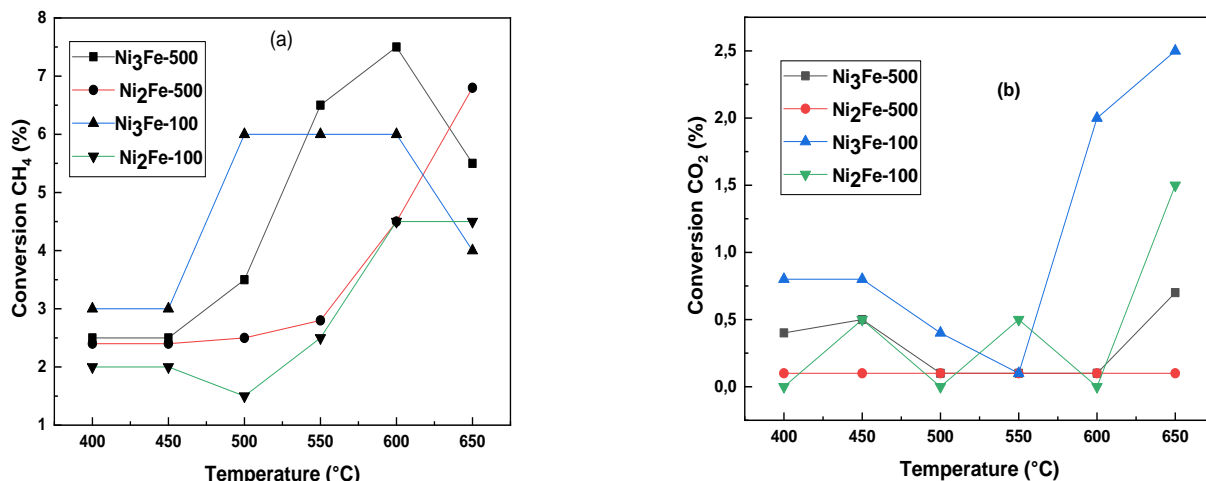 (a)
Ni3Fe-500
Ni2Fe-500
Ni3Fe-100
Ni2Fe-100
Conversion CH4 (%)
8
7
6
5
4
3
2
1
400 450 500 550 600 650
Temperature (°C)
(b)
Ni3Fe-500
Ni2Fe-500
Ni3Fe-100
Ni2Fe-100
Conversion CO2 (%)
2,5
2,0
1,5
1,0
0,5
0,0
400 450 500 550 600 650
Temperature (°C)